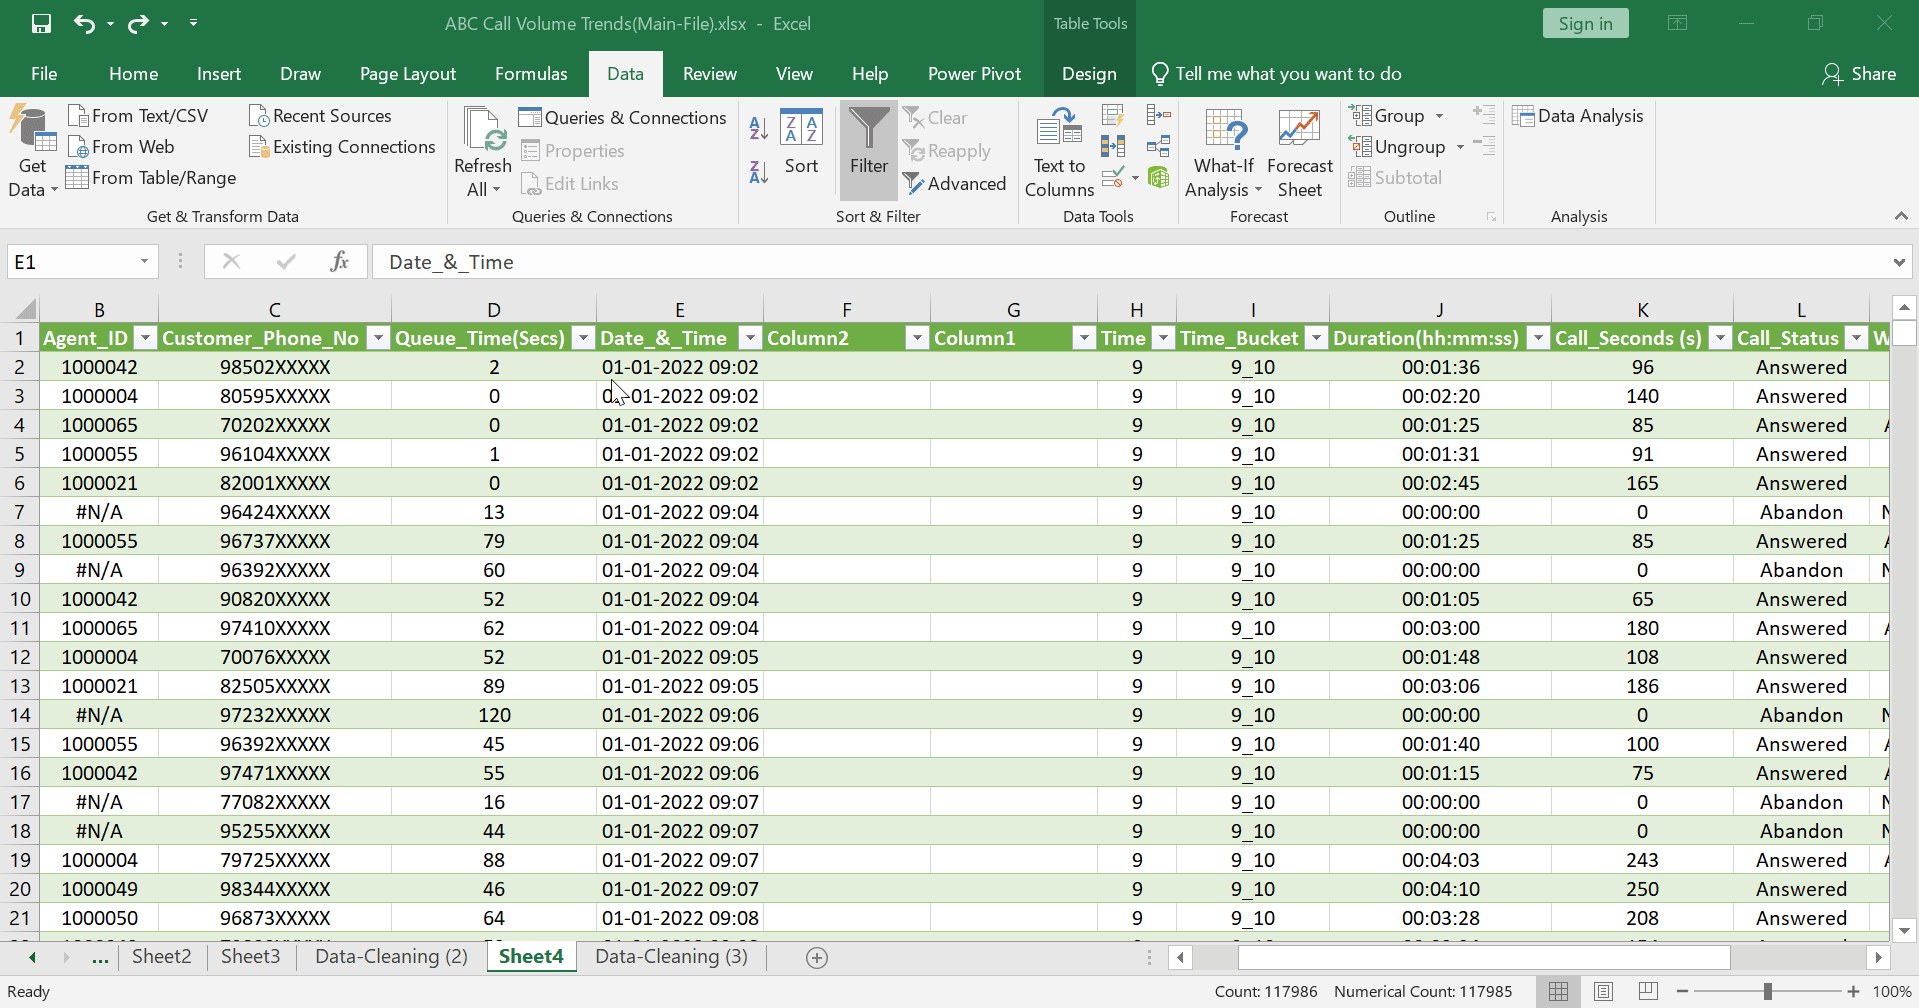 ABC Call Volume Trends(Main-File).xlsx - Excel
Table Tools
Sign in
File Home Insert Draw Page Layout Formulas Data Review View Help Power Pivot Design Tell me what you want to do Share
Get Data
From Text/CSV
From Web
From Table/Range
Recent Sources
Existing Connections
Get & Transform Data
Refresh All
Queries & Connections
Properties
Edit Links
Queries & Connections
Sort
Filter
Clear
Reapply
Advanced
Sort & Filter
Text to Columns
Data Tools
What-If Analysis
Forecast Sheet
Forecast
Group
Ungroup
Subtotal
Outline
Data Analysis
Analysis
E1 fx Date_&_Time
B C D E F G H I J K L
1 Agent_ID Customer_Phone_No Queue_Time(Secs) Date_&_Time Column2 Column1 Time Time_Bucket Duration(hh:mm:ss) Call_Seconds (s) Call_Status
2 1000042 98502XXXXX 2 01-01-2022 09:02 9 9_10 00:01:36 96 Answered
3 1000004 80595XXXXX 0 01-01-2022 09:02 9 9_10 00:02:20 140 Answered
4 1000065 70202XXXXX 0 01-01-2022 09:02 9 9_10 00:01:25 85 Answered
5 1000055 96104XXXXX 1 01-01-2022 09:02 9 9_10 00:01:31 91 Answered
6 1000021 82001XXXXX 0 01-01-2022 09:02 9 9_10 00:02:45 165 Answered
7 #N/A 96424XXXXX 13 01-01-2022 09:04 9 9_10 00:00:00 0 Abandon
8 1000055 96737XXXXX 79 01-01-2022 09:04 9 9_10 00:01:25 85 Answered
9 #N/A 96392XXXXX 60 01-01-2022 09:04 9 9_10 00:00:00 0 Abandon
10 1000042 90820XXXXX 52 01-01-2022 09:04 9 9_10 00:01:05 65 Answered
11 1000065 97410XXXXX 62 01-01-2022 09:04 9 9_10 00:03:00 180 Answered
12 1000004 70076XXXXX 52 01-01-2022 09:05 9 9_10 00:01:48 108 Answered
13 1000021 82505XXXXX 89 01-01-2022 09:05 9 9_10 00:03:06 186 Answered
14 #N/A 97232XXXXX 120 01-01-2022 09:06 9 9_10 00:00:00 0 Abandon
15 1000055 96392XXXXX 45 01-01-2022 09:06 9 9_10 00:01:40 100 Answered
16 1000042 97471XXXXX 55 01-01-2022 09:06 9 9_10 00:01:15 75 Answered
17 #N/A 77082XXXXX 16 01-01-2022 09:07 9 9_10 00:00:00 0 Abandon
18 #N/A 95255XXXXX 44 01-01-2022 09:07 9 9_10 00:00:00 0 Abandon
19 1000004 79725XXXXX 88 01-01-2022 09:07 9 9_10 00:04:03 243 Answered
20 1000049 98344XXXXX 46 01-01-2022 09:07 9 9_10 00:04:10 250 Answered
21 1000050 96873XXXXX 64 01-01-2022 09:08 9 9_10 00:03:28 208 Answered
... Sheet2 Sheet3 Data-Cleaning (2) Sheet4 Data-Cleaning (3)
Ready Count: 117986 Numerical Count: 117985 100%